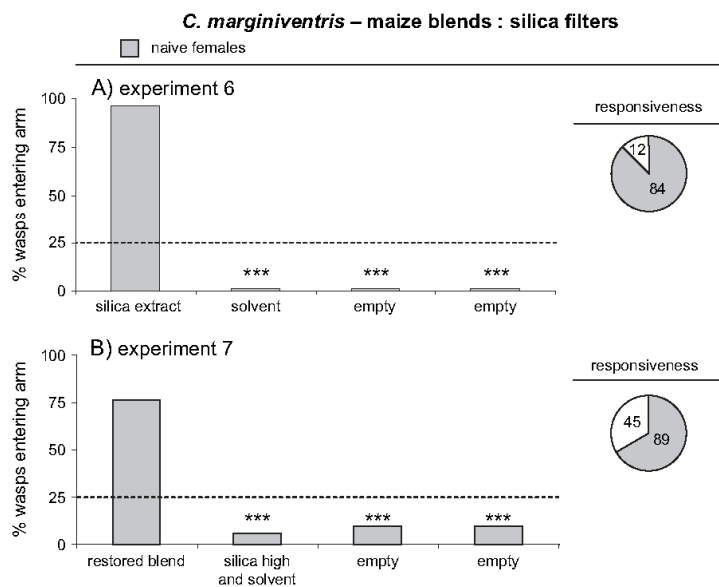 C. marginiventris – maize blends : silica filters
naive females
A) experiment 6
responsiveness
12
84
% wasps entering arm
100
75
50
25
0
*** *** ***
silica extract solvent empty empty
B) experiment 7
responsiveness
45
89
% wasps entering arm
100
75
50
25
0
*** *** ***
restored blend silica high empty empty
and solvent